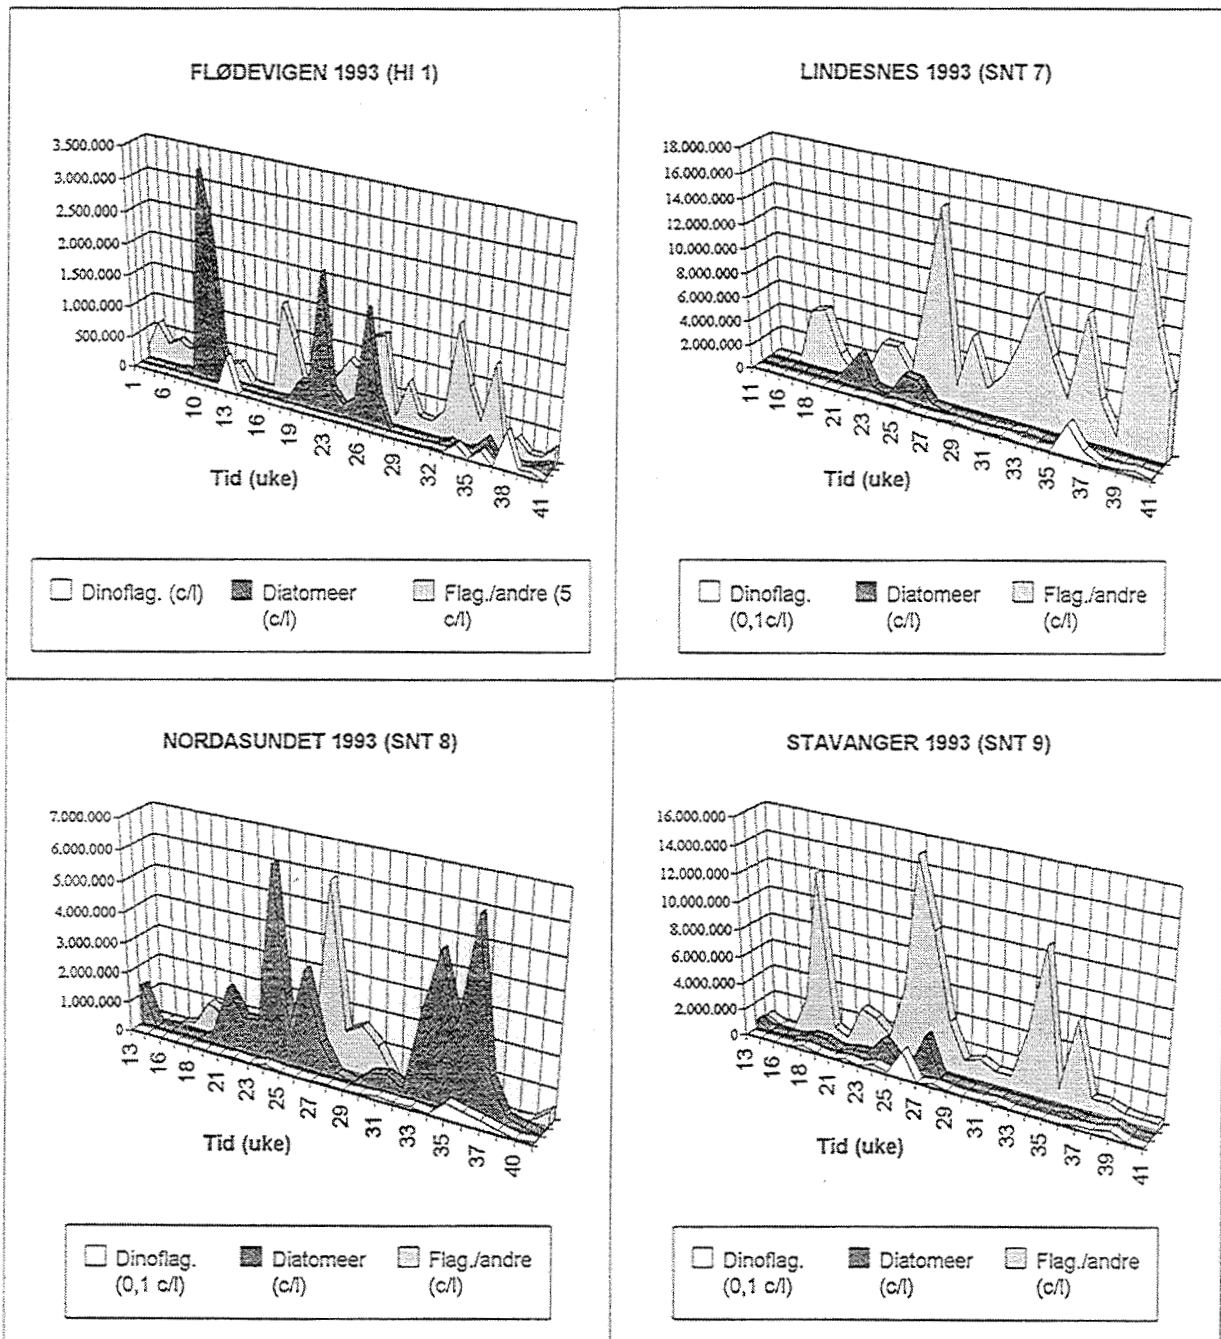 FLØDEVIGEN 1993 (HI 1)
3.500.000
3.000.000
2.500.000
2.000.000
1.500.000
1.000.000
500.000
0
1
6
10
13
16
19
23
26
29
32
35
38
41
Tid (uke)
Dinoflag. (c/l)
Diatomeer
(c/l)
Flag./andre (5
c/l)
LINDESNES 1993 (SNT 7)
18.000.000
16.000.000
14.000.000
12.000.000
10.000.000
8.000.000
6.000.000
4.000.000
2.000.000
0
11
16
18
21
23
25
27
29
31
33
35
37
39
41
Tid (uke)
Dinoflag.
(0,1c/l)
Diatomeer
(c/l)
Flag./andre
(c/l)
NORDASUNDET 1993 (SNT 8)
7.000.000
6.000.000
5.000.000
4.000.000
3.000.000
2.000.000
1.000.000
0
13
16
18
21
23
25
27
29
31
33
35
37
40
Tid (uke)
Dinoflag.
(0,1 c/l)
Diatomeer
(c/l)
Flag./andre
(c/l)
STAVANGER 1993 (SNT 9)
16.000.000
14.000.000
12.000.000
10.000.000
8.000.000
6.000.000
4.000.000
2.000.000
0
13
16
18
21
23
25
27
29
31
33
35
37
39
41
Tid (uke)
Dinoflag.
(0,1 c/l)
Diatomeer
(c/l)
Flag./andre
(c/l)